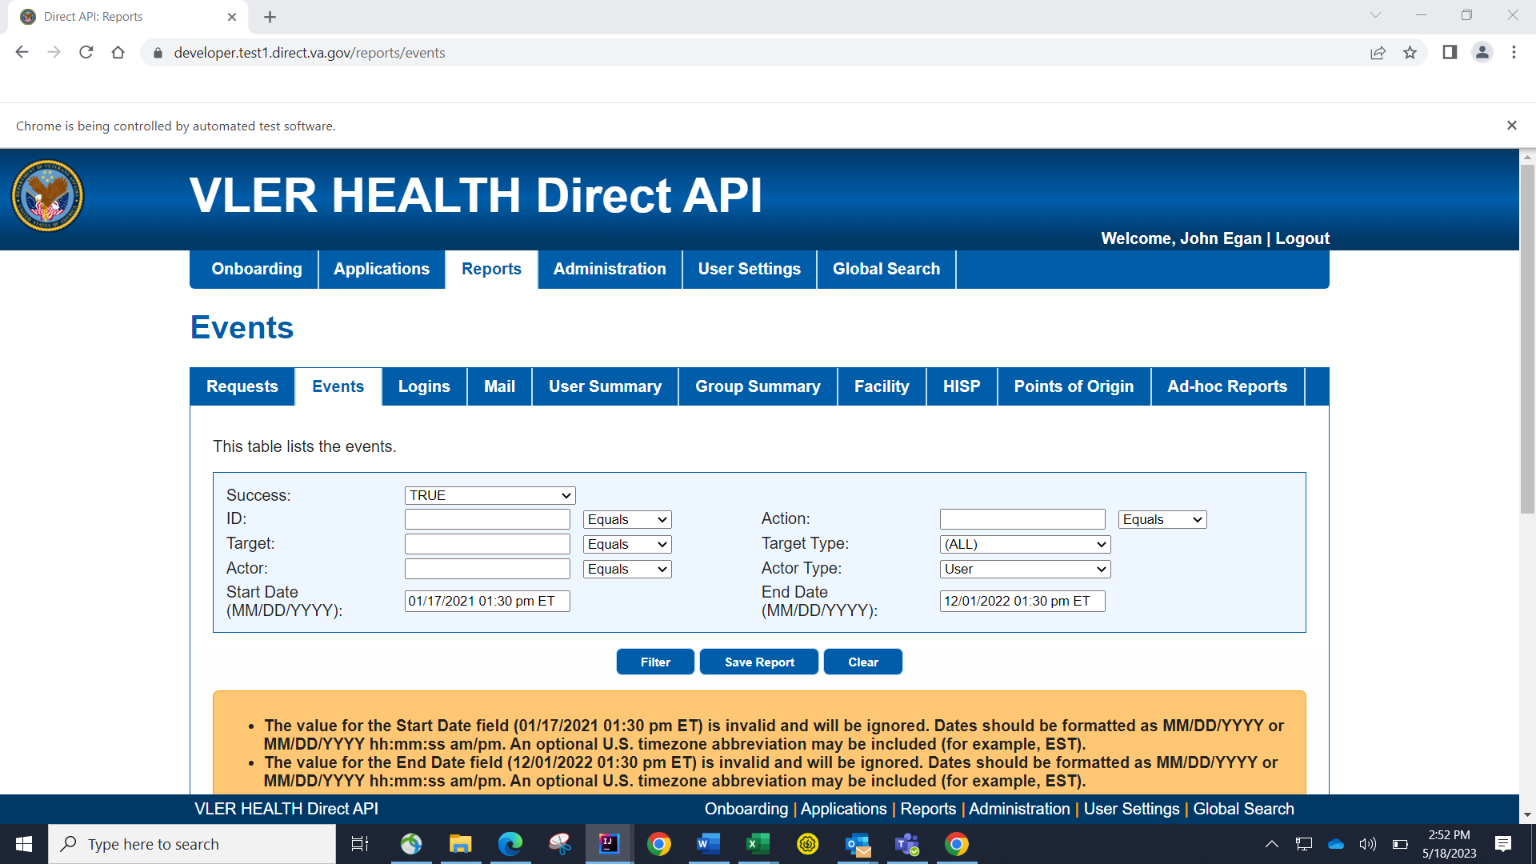 Direct API: Reports
developer.test1.direct.va.gov/reports/events
Chrome is being controlled by automated test software.
VLER HEALTH Direct API
Welcome, John Egan | Logout
Onboarding Applications Reports Administration User Settings Global Search
Events
Requests Events Logins Mail User Summary Group Summary Facility HISP Points of Origin Ad-hoc Reports
This table lists the events.
Success: TRUE
ID: Equals Action: Equals
Target: Equals Target Type: (ALL)
Actor: Equals Actor Type: User
Start Date End Date
(MM/DD/YYYY): 01/17/2021 01:30 pm ET (MM/DD/YYYY): 12/01/2022 01:30 pm ET
Filter Save Report Clear
• The value for the Start Date field (01/17/2021 01:30 pm ET) is invalid and will be ignored. Dates should be formatted as MM/DD/YYYY or
MM/DD/YYYY hh:mm:ss am/pm. An optional U.S. timezone abbreviation may be included (for example, EST).
• The value for the End Date field (12/01/2022 01:30 pm ET) is invalid and will be ignored. Dates should be formatted as MM/DD/YYYY or
MM/DD/YYYY hh:mm:ss am/pm. An optional U.S. timezone abbreviation may be included (for example, EST).
VLER HEALTH Direct API Onboarding | Applications | Reports | Administration | User Settings | Global Search
Type here to search
2:52 PM
5/18/2023